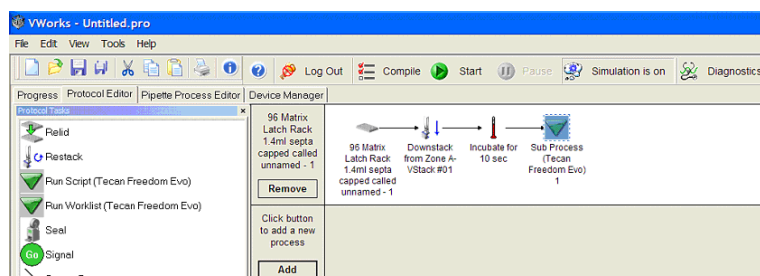 VWorks - Untitled.pro
File Edit View Tools Help
Log Out Compile Start Pause Simulation is on Diagnostics
Progress Protocol Editor Pipette Process Editor Device Manager
Protocol Tasks
Relid
Restack
Run Script (Tecan Freedom Evo)
Run Worklist (Tecan Freedom Evo)
Seal
Go Signal
96 Matrix
Latch Rack
1.4ml septa
capped called
unnamed - 1
Remove
Click button
to add a new
process
Add
96 Matrix
Latch Rack
1.4ml septa
capped called
unnamed - 1
Downstack
from Zone A-
VStack #01
Incubate for
10 sec
Sub Process
(Tecan
Freedom Evo)
1